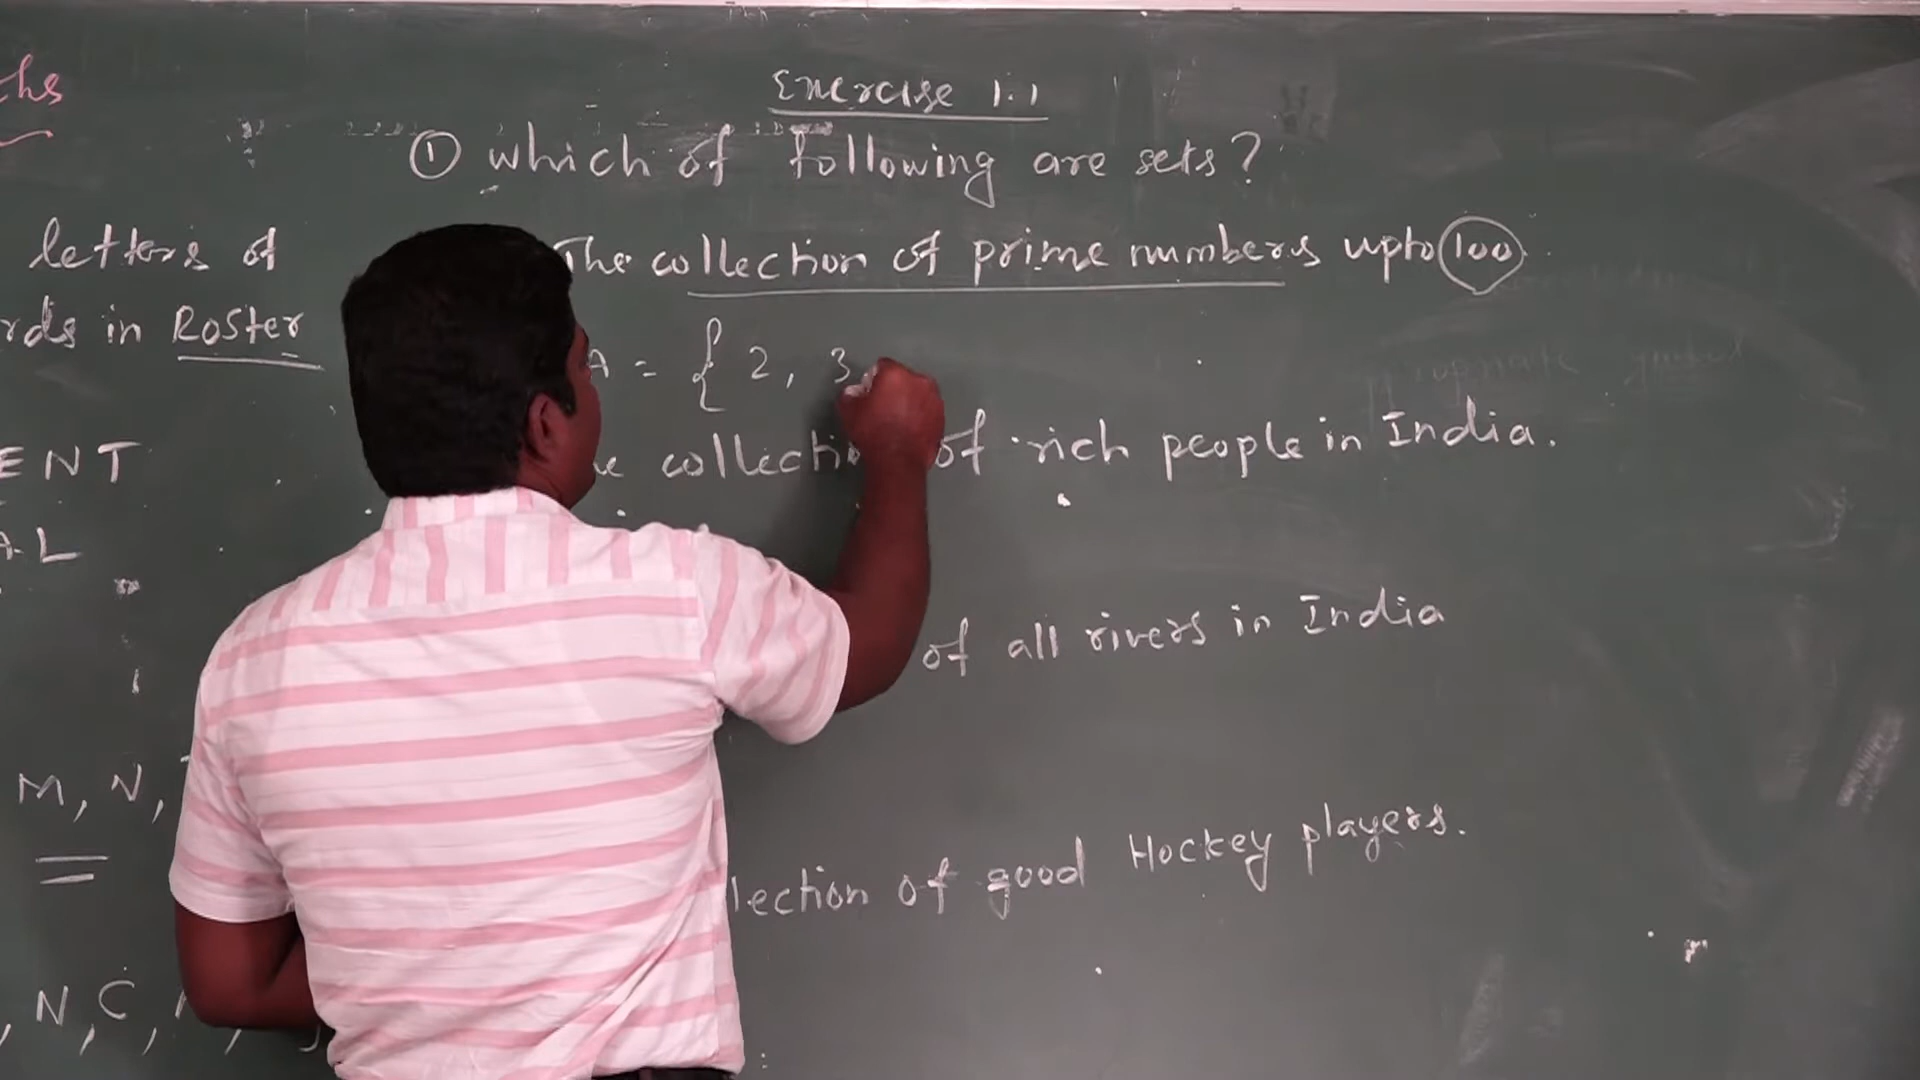 Exercise 1.1
① Which of following are sets?
The collection of prime numbers upto 100.
A = { 2, 3
collection of rich people in India.
of all rivers in India
lection of good Hockey players.
ths
letters of
rds in Roster
ENT
AL
M, N,
, N, C,